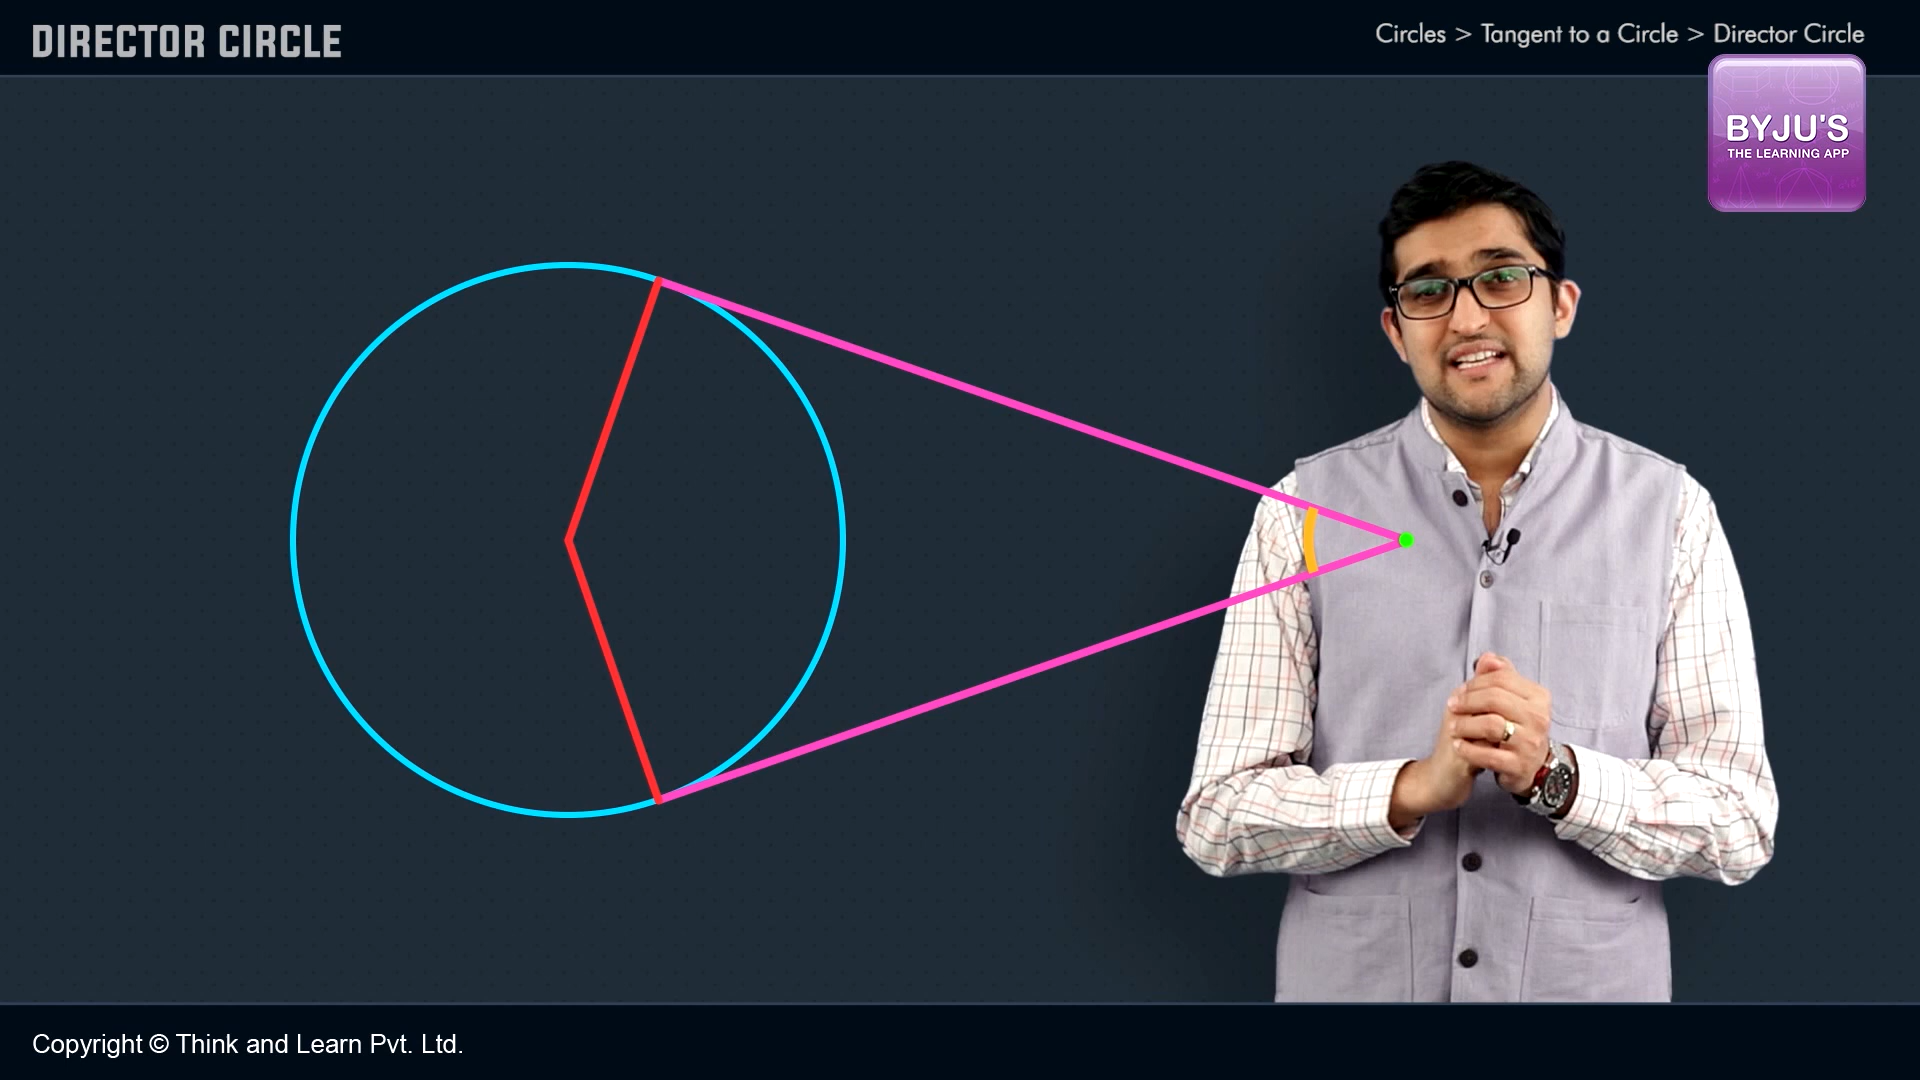 DIRECTOR CIRCLE
Circles > Tangent to a Circle > Director Circle
BYJU'S
THE LEARNING APP
Copyright © Think and Learn Pvt. Ltd.